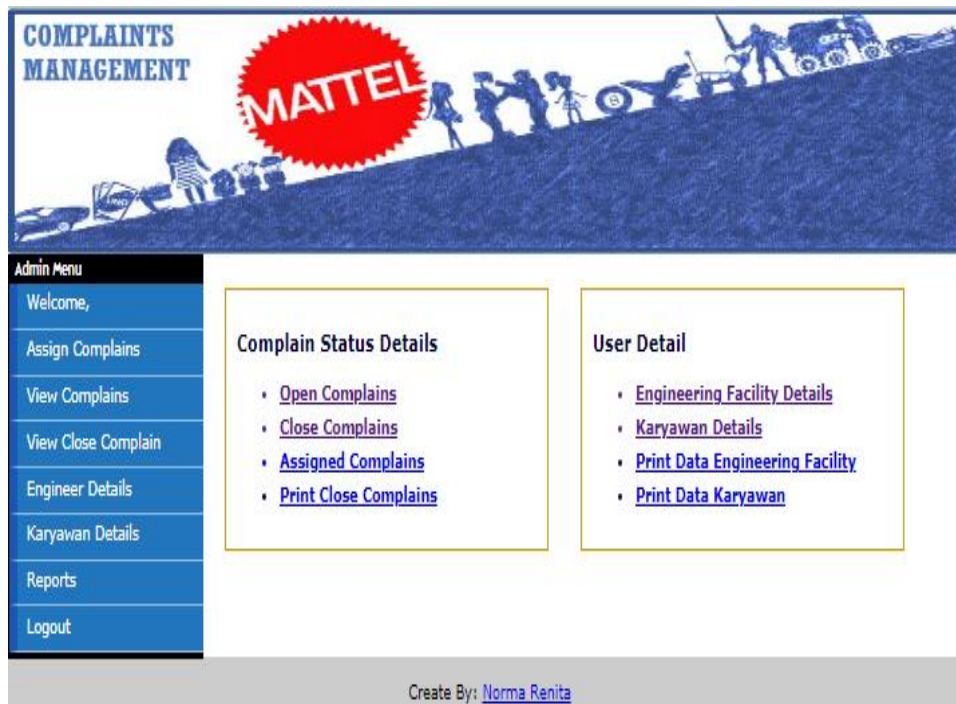 COMPLAINTS
MANAGEMENT
MATTEL
UNO
Admin Menu
Welcome,
Assign Complains
View Complains
View Close Complain
Engineer Details
Karyawan Details
Reports
Logout
Complain Status Details
Open Complains
Close Complains
Assigned Complains
Print Close Complains
User Detail
Engineering Facility Details
Karyawan Details
Print Data Engineering Facility
Print Data Karyawan
Create By: Norma Renita